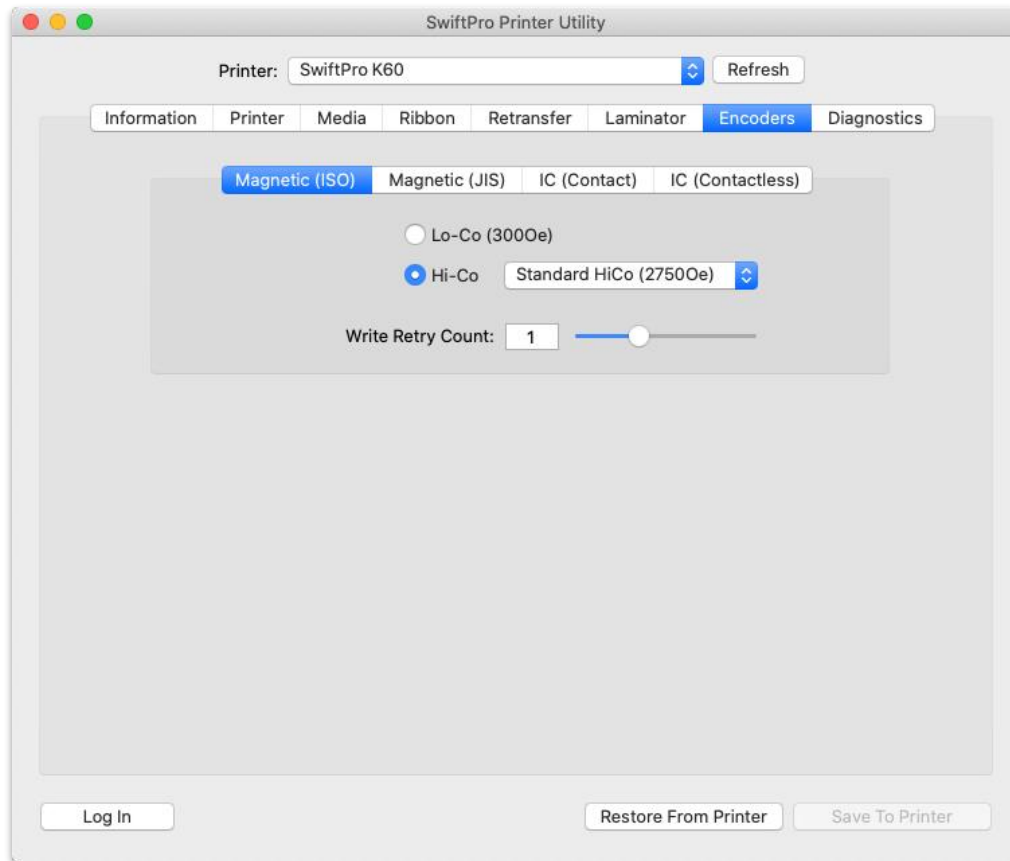 SwiftPro Printer Utility
Printer: SwiftPro K60 Refresh
Information Printer Media Ribbon Retransfer Laminator Encoders Diagnostics
Magnetic (ISO) Magnetic (JIS) IC (Contact) IC (Contactless)
Lo-Co (300Oe)
Hi-Co Standard HiCo (2750Oe)
Write Retry Count: 1
Log In Restore From Printer Save To Printer